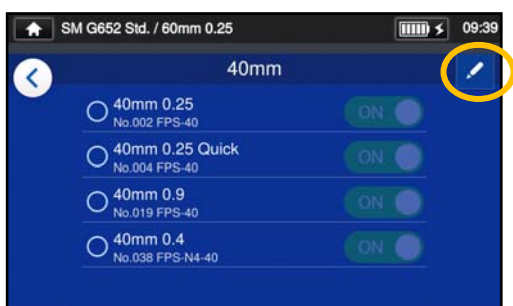 SM G652 Std. / 60mm 0.25 09:39
40mm
40mm 0.25 ON
No.002 FPS-40
40mm 0.25 Quick ON
No.004 FPS-40
40mm 0.9 ON
No.019 FPS-40
40mm 0.4 ON
No.038 FPS-N4-40